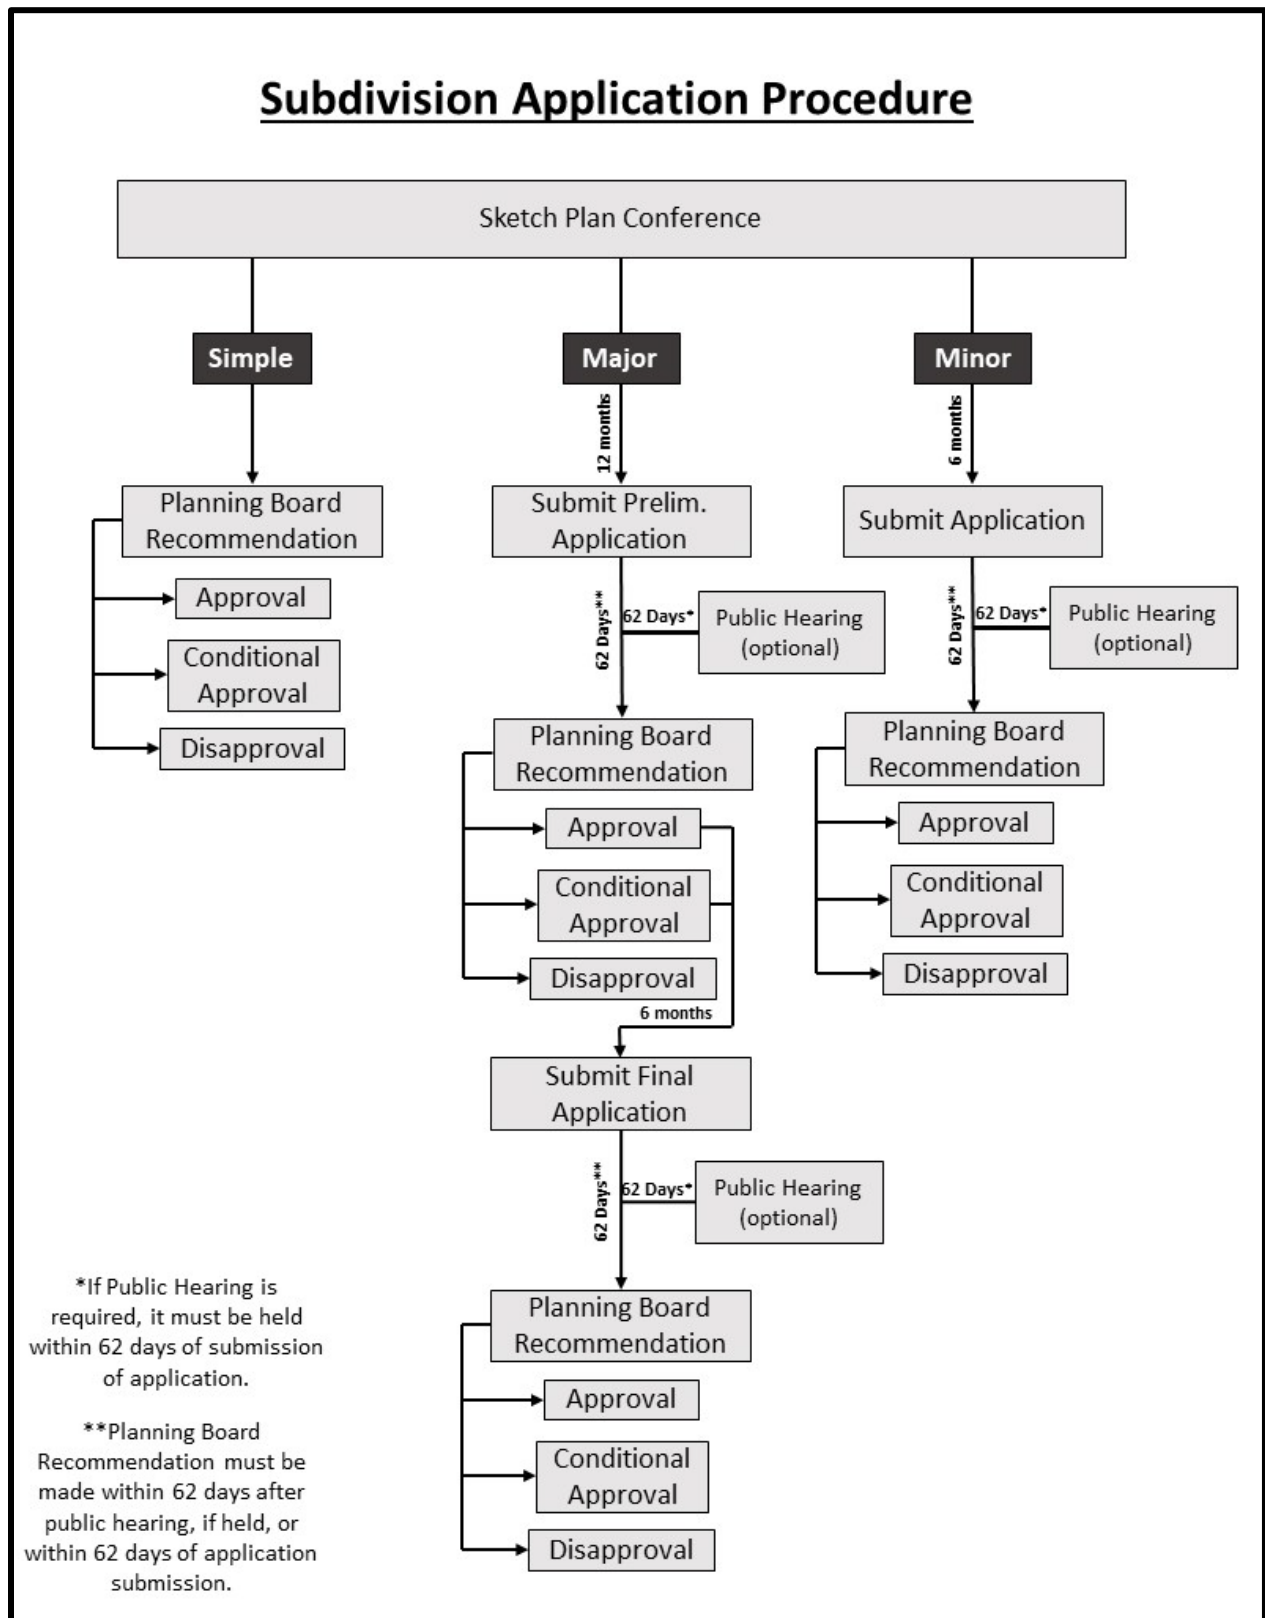 Subdivision Application Procedure
Sketch Plan Conference
Simple
Planning Board
Recommendation
Approval
Conditional
Approval
Disapproval
Major
12 months
Submit Prelim.
Application
62 Days**
62 Days*
Public Hearing
(optional)
Planning Board
Recommendation
Approval
Conditional
Approval
Disapproval
6 months
Submit Final
Application
62 Days**
62 Days*
Public Hearing
(optional)
Planning Board
Recommendation
Approval
Conditional
Approval
Disapproval
Minor
6 months
Submit Application
62 Days**
62 Days*
Public Hearing
(optional)
Planning Board
Recommendation
Approval
Conditional
Approval
Disapproval
*If Public Hearing is
required, it must be held
within 62 days of submission
of application.
**Planning Board
Recommendation must be
made within 62 days after
public hearing, if held, or
within 62 days of application
submission.